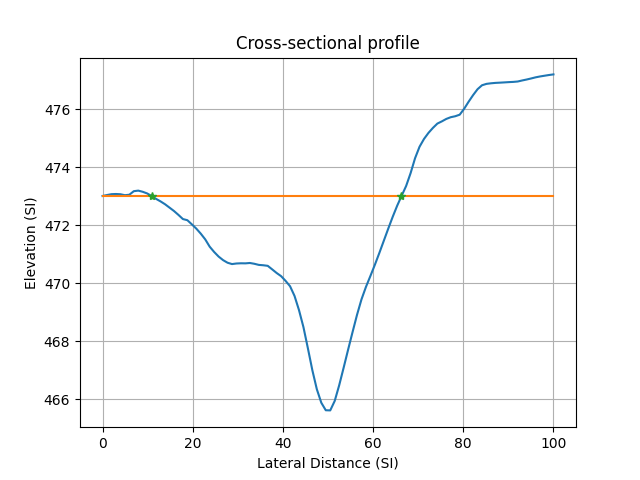 Cross-sectional profile
Elevation (SI)
476
474
472
470
468
466
0 20 40 60 80 100
Lateral Distance (SI)